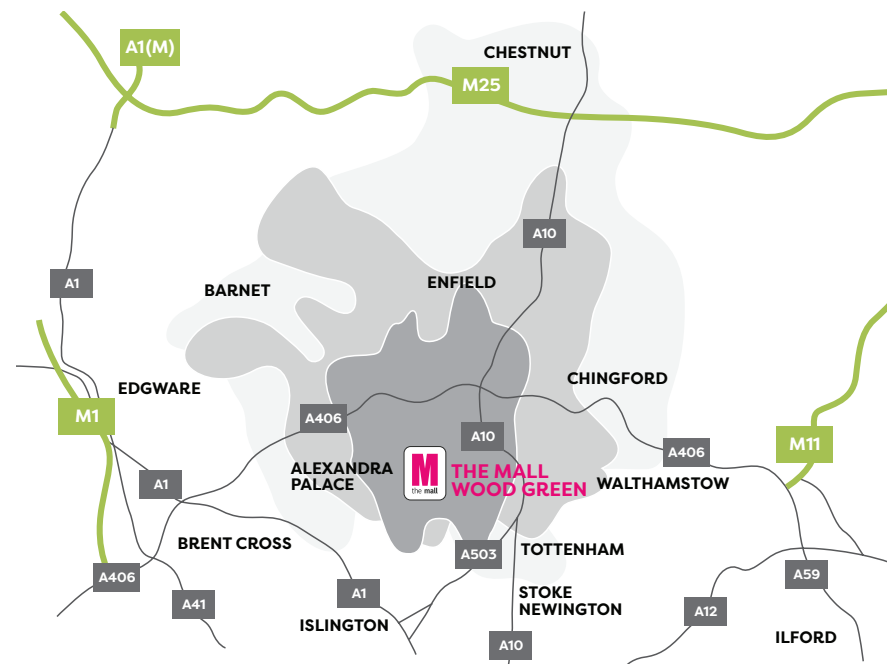 A1(M)
CHESTNUT
M25
A10
A1
BARNET
ENFIELD
EDGWARE
CHINGFORD
M1
A406
A10
M11
A406
ALEXANDRA
PALACE
M
the mall
THE MALL
WOOD GREEN
A1
WALTHAMSTOW
BRENT CROSS
A503
TOTTENHAM
A406
A59
A1
A41
STOKE
NEWINGTON
A12
ISLINGTON
A10
ILFORD